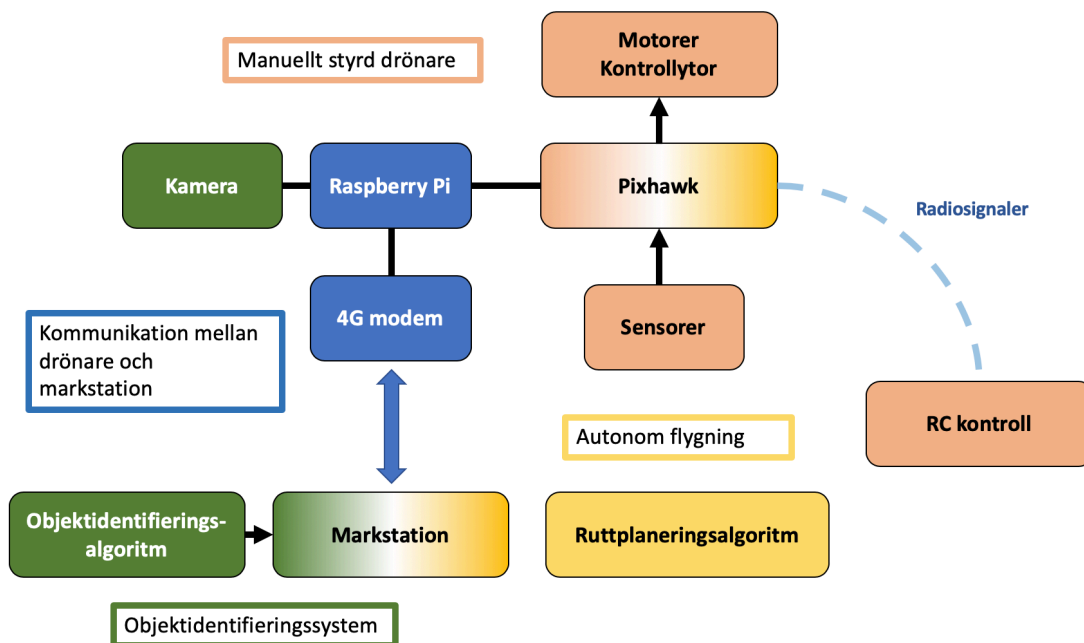 Manuellt styrd drönare
Motorer
Kontrollytor
Kamera
Raspberry Pi
Pixhawk
Radiosignaler
4G modem
Sensorer
Kommunikation mellan
drönare och
markstation
RC kontroll
Autonom flygning
Objektidentifierings-
algoritm
Markstation
Ruttplaneringsalgoritm
Objektidentifieringssystem